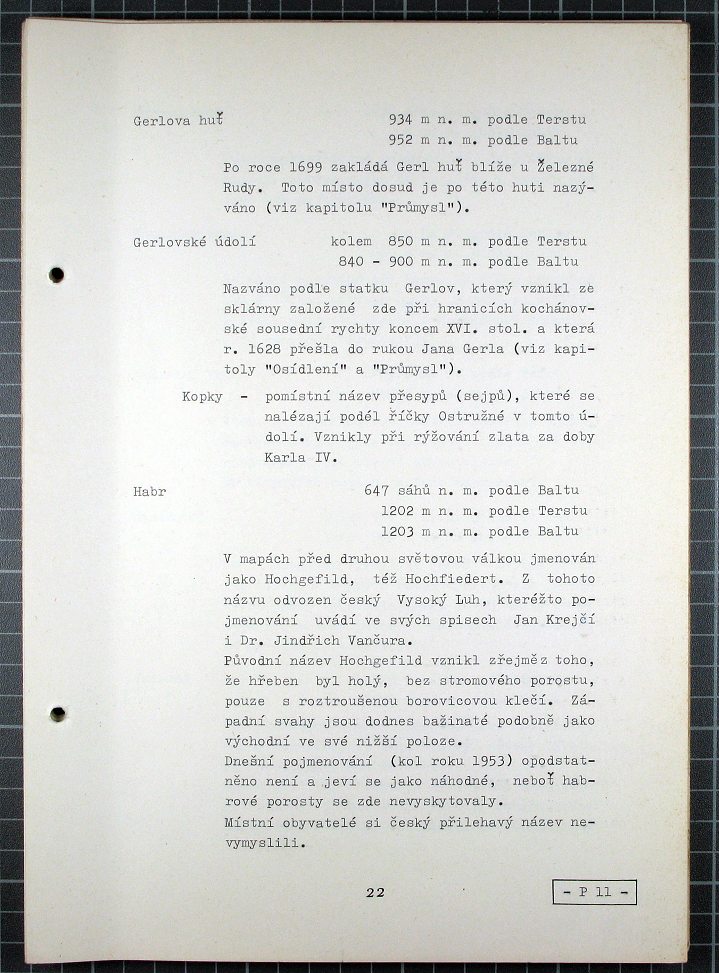 Gerlova huť 934 m n. m. podle Terstu
952 m n. m. podle Baltu
Po roce 1699 zakládá Gerl huť blíže u Železné
Rudy. Toto místo dosud je po této huti nazý-
váno (viz kapitolu "Průmysl").
Gerlovské údolí kolem 850 m n. m. podle Terstu
840 - 900 m n. m. podle Baltu
Nazváno podle statku Gerlov, který vznikl ze
sklárny založené zde při hranicích kochánov-
ské sousední rychty koncem XVI. stol. a která
r. 1628 přešla do rukou Jana Gerla (viz kapi-
toly "Osídlení" a "Průmysl").
Kopky - pomístní název přesypů (sejpů), které se
nalézají podél říčky Ostružné v tomto ú-
dolí. Vznikly při rýžování zlata za doby
Karla IV.
Habr 647 sáhů n. m. podle Baltu
1202 m n. m. podle Terstu
1203 m n. m. podle Baltu
V mapách před druhou světovou válkou jmenován
jako Hochgefild, též Hochfiedert. Z tohoto
názvu odvozen český Vysoký Luh, kteréžto po-
jmenování uvádí ve svých spisech Jan Krejčí
i Dr. Jindřich Vančura.
Původní název Hochgefild vznikl zřejmě z toho,
že hřeben byl holý, bez stromového porostu,
pouze s roztroušenou borovicovou klečí. Zá-
padní svahy jsou dodnes bažinaté podobně jako
východní ve své nižší poloze.
Dnešní pojmenování (kol roku 1953) opodstat-
něno není a jeví se jako náhodné, neboť hab-
rové porosty se zde nevyskytovaly.
Místní obyvatelé si český přilehavý název ne-
vymyslili.
22
- P 11 -